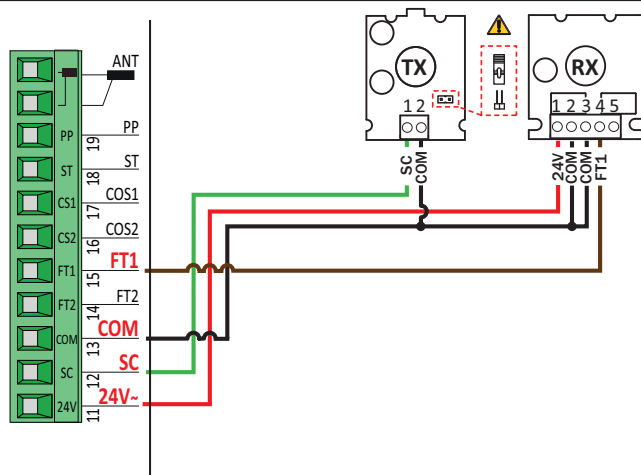 ANT
PP 19 PP
ST 18 ST
CS1 17 COS1
CS2 16 COS2
FT1 15 FT1
FT2 14 FT2
COM 13 COM
SC 12 SC
24V 11 24V~
TX
1 2
SC COM
RX
1 2 3 4 5
24V COM COM FT1